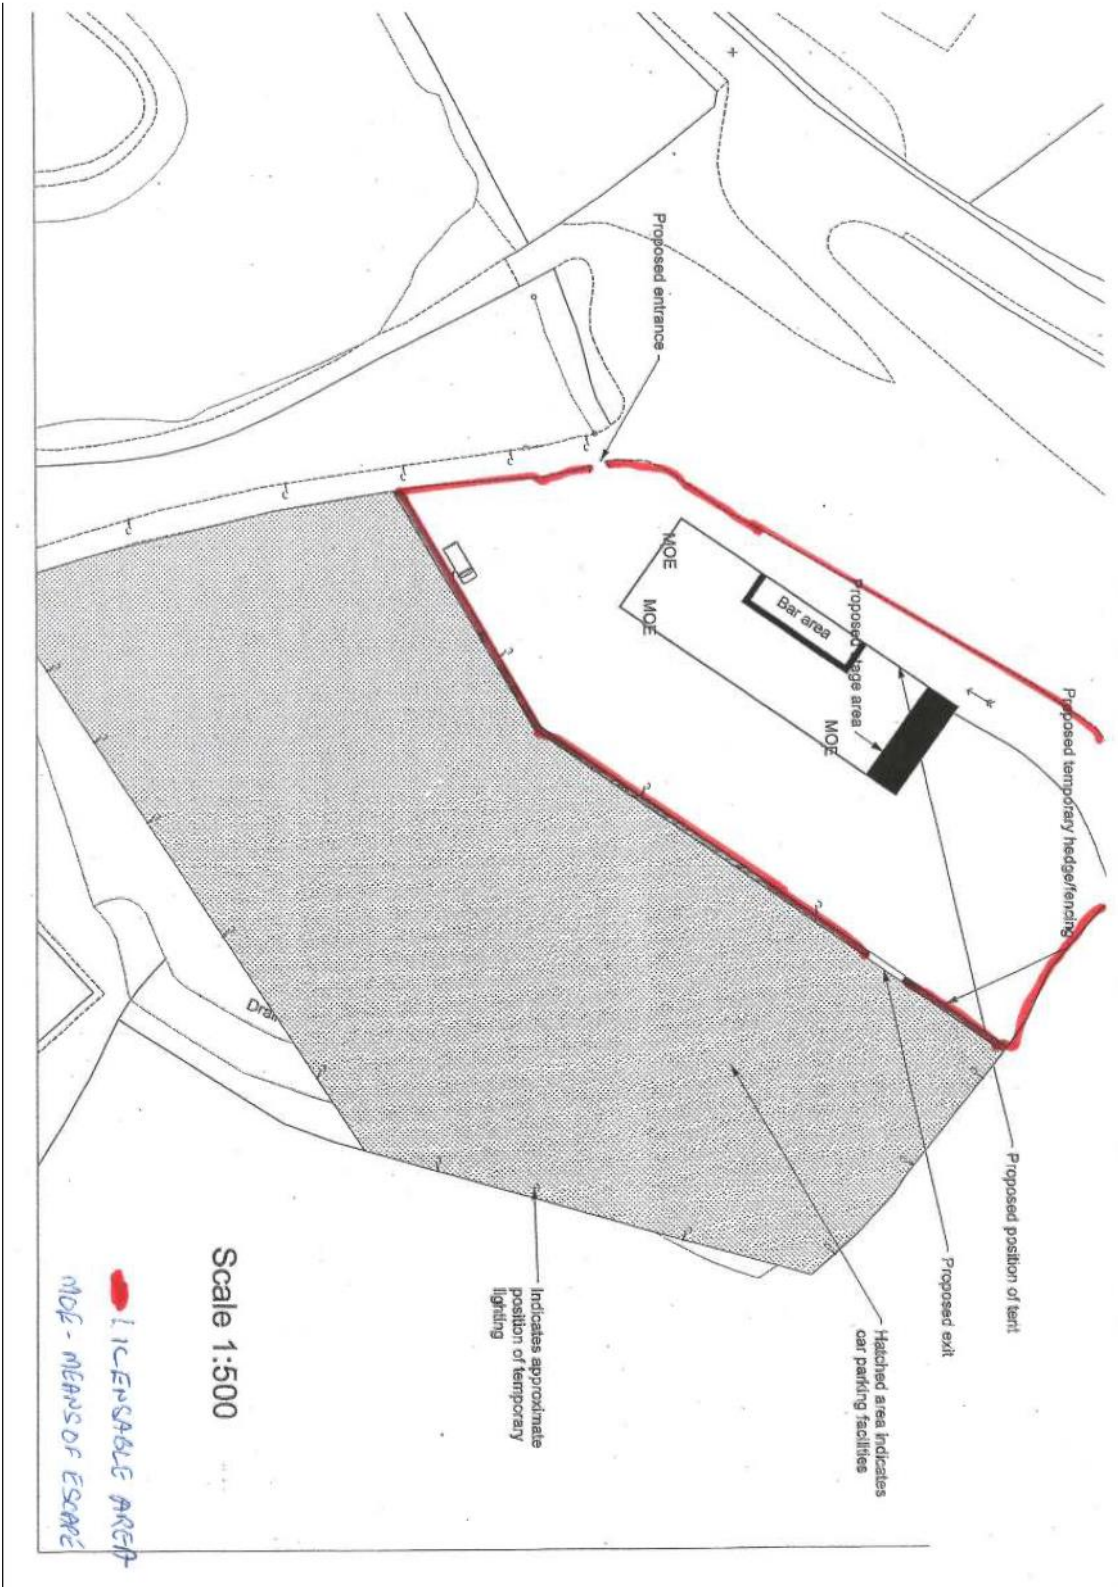 Proposed entrance
MOE
MOE
Bar area
Proposed stage area
MOE
Proposed temporary hedge/fencing
Proposed position of tent
Proposed exit
Hatched area indicates
car parking facilities
Indicates approximate
position of temporary
lighting
Drain
Scale 1:500
LICENSABLE AREA
MOE - MEANS OF ESCAPE